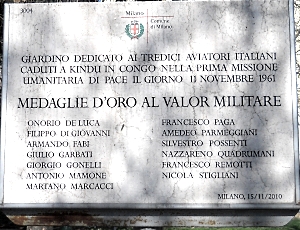 3004
Milano
Comune
di Milano
GIARDINO DEDICATO AI TREDICI AVIATORI ITALIANI
CADUTI A KINDU IN CONGO NELLA PRIMA MISSIONE
UMANITARIA DI PACE IL GIORNO 11 NOVEMBRE 1961
MEDAGLIE D'ORO AL VALOR MILITARE
ONORIO DE LUCA
FILIPPO DI GIOVANNI
ARMANDO FABI
GIULIO GARBATI
GIORGIO GONELLI
ANTONIO MAMONE
MARTANO MARCACCI
FRANCESCO PAGA
AMEDEO PARMEGGIANI
SILVESTRO POSSENTI
NAZZARENO QUADRUMANI
FRANCESCO REMOTTI
NICOLA STIGLIANI
MILANO, 15/11/2010